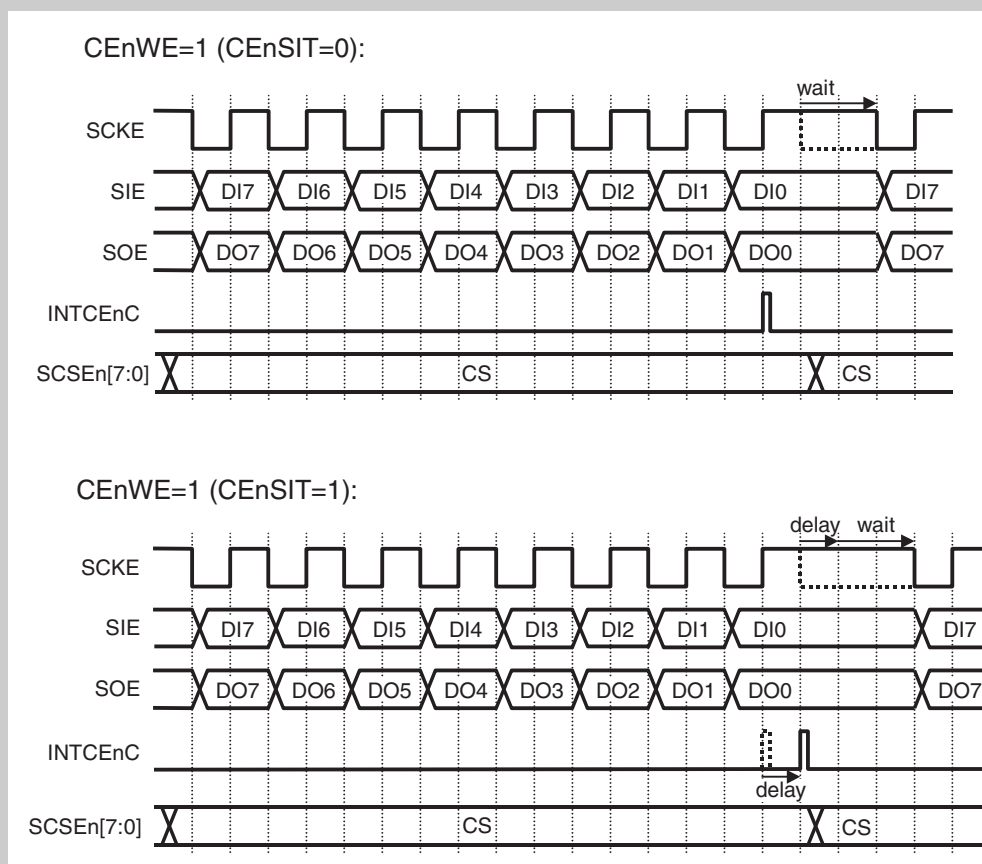 CEnWE=1 (CEnSIT=0):
wait
SCKE
SIE DI7 DI6 DI5 DI4 DI3 DI2 DI1 DI0 DI7
SOE DO7 DO6 DO5 DO4 DO3 DO2 DO1 DO0 DO7
INTCEnC
SCSEn[7:0] CS CS
CEnWE=1 (CEnSIT=1):
delay wait
SCKE
SIE DI7 DI6 DI5 DI4 DI3 DI2 DI1 DI0 DI7
SOE DO7 DO6 DO5 DO4 DO3 DO2 DO1 DO0 DO7
INTCEnC
delay
SCSEn[7:0] CS CS